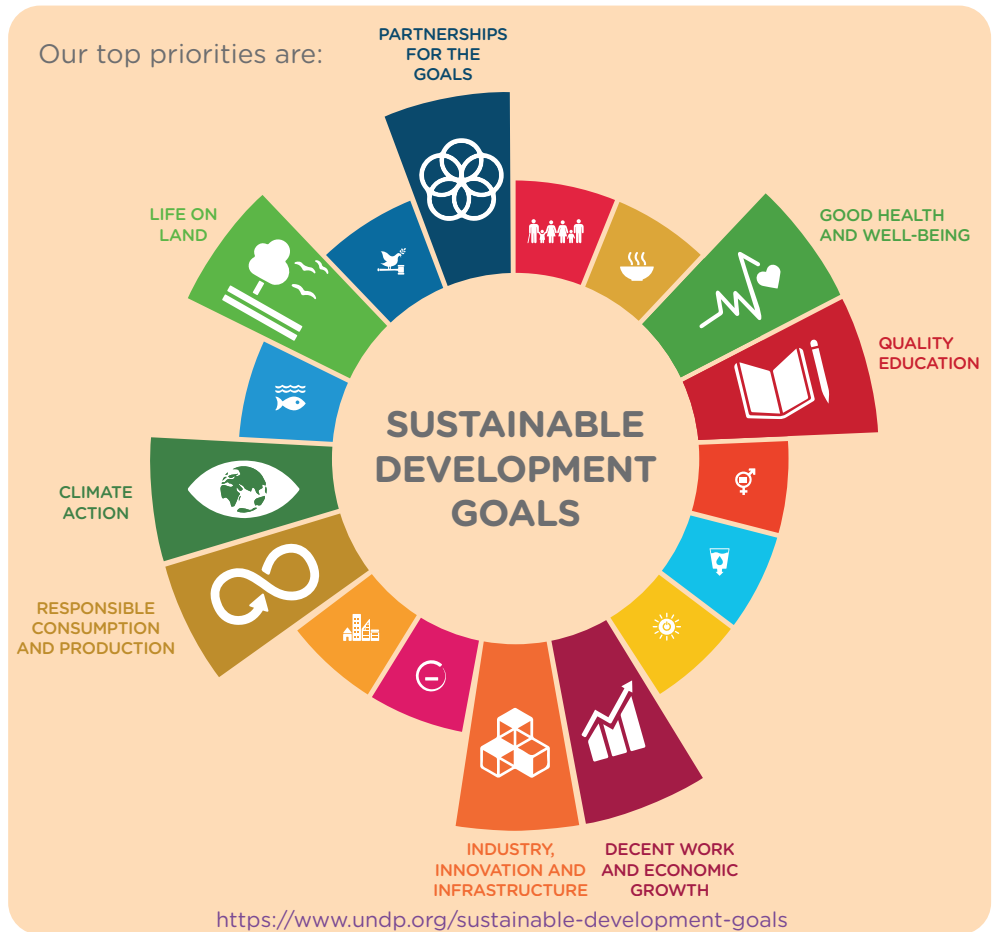 Our top priorities are:
PARTNERSHIPS
FOR THE
GOALS
GOOD HEALTH
AND WELL-BEING
QUALITY
EDUCATION
DECENT WORK
AND ECONOMIC
GROWTH
INDUSTRY,
INNOVATION AND
INFRASTRUCTURE
RESPONSIBLE
CONSUMPTION
AND PRODUCTION
CLIMATE
ACTION
LIFE ON
LAND
SUSTAINABLE
DEVELOPMENT
GOALS
https://www.undp.org/sustainable-development-goals